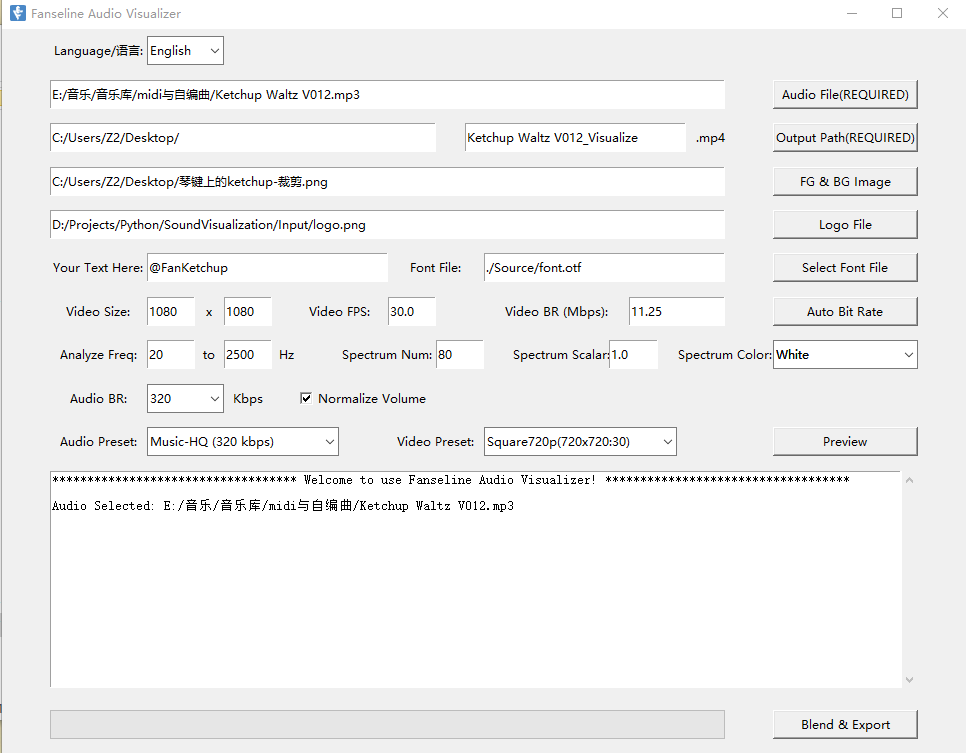 Fanseline Audio Visualizer
Language/语言: English
E:/音乐/音乐库/midi与自编曲/Ketchup Waltz V012.mp3 Audio File(REQUIRED)
C:/Users/Z2/Desktop/ Ketchup Waltz V012_Visualize .mp4 Output Path(REQUIRED)
C:/Users/Z2/Desktop/琴键上的ketchup-裁剪.png FG & BG Image
D:/Projects/Python/SoundVisualization/Input/logo.png Logo File
Your Text Here: @FanKetchup Font File: ./Source/font.otf Select Font File
Video Size: 1080 x 1080 Video FPS: 30.0 Video BR (Mbps): 11.25 Auto Bit Rate
Analyze Freq: 20 to 2500 Hz Spectrum Num: 80 Spectrum Scalar: 1.0 Spectrum Color: White
Audio BR: 320 Kbps Normalize Volume
Audio Preset: Music-HQ (320 kbps) Video Preset: Square720p(720x720:30) Preview
*********************************** Welcome to use Fanseline Audio Visualizer! ***********************************
Audio Selected: E:/音乐/音乐库/midi与自编曲/Ketchup Waltz V012.mp3
Blend & Export